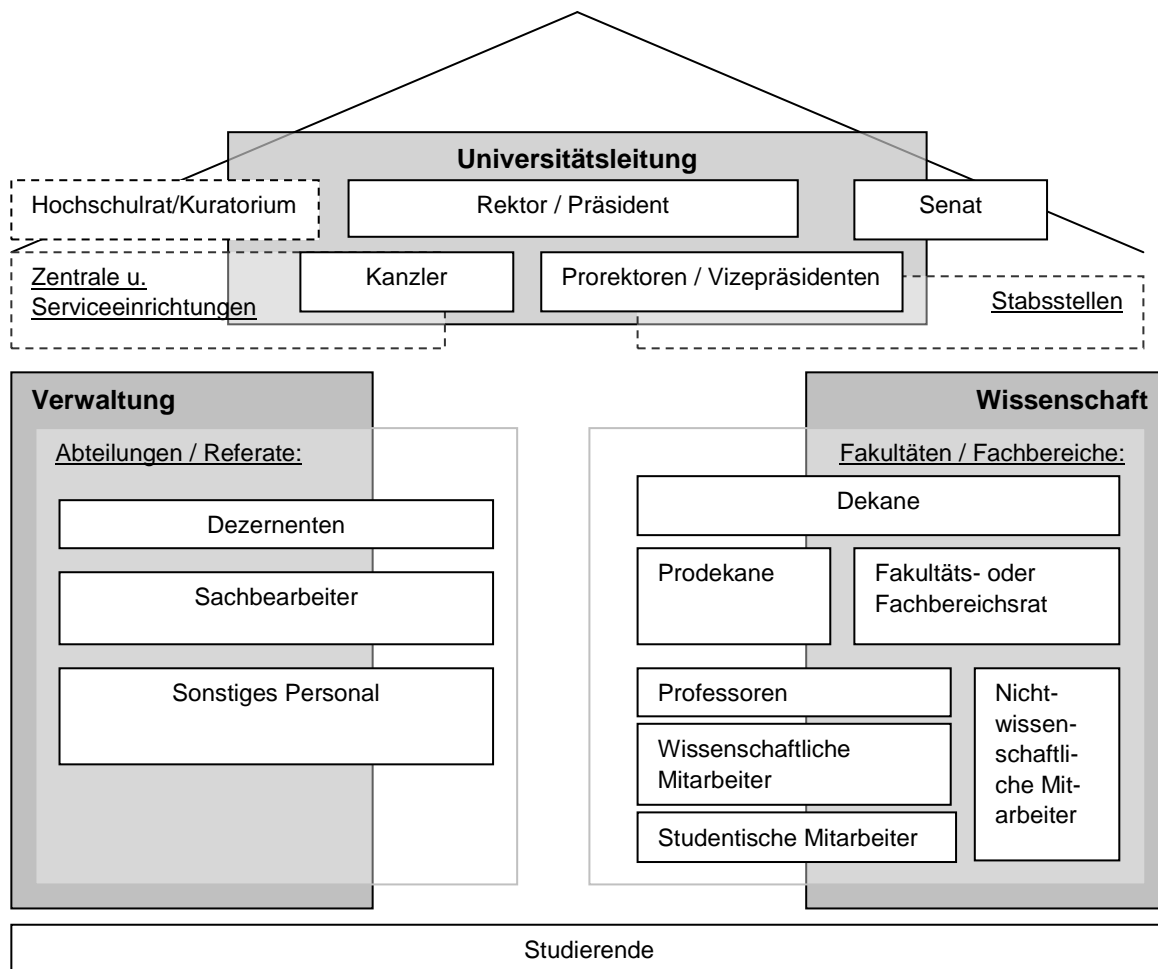 Universitätsleitung
Hochschulrat/Kuratorium
Rektor / Präsident
Senat
Zentrale u.
Serviceeinrichtungen
Kanzler
Prorektoren / Vizepräsidenten
Stabsstellen
Verwaltung
Abteilungen / Referate:
Dezernenten
Sachbearbeiter
Sonstiges Personal
Wissenschaft
Fakultäten / Fachbereiche:
Dekane
Prodekane
Fakultäts- oder
Fachbereichsrat
Professoren
Wissenschaftliche
Mitarbeiter
Studentische Mitarbeiter
Nicht-
wissen-
schaftli-
che Mit-
arbeiter
Studierende